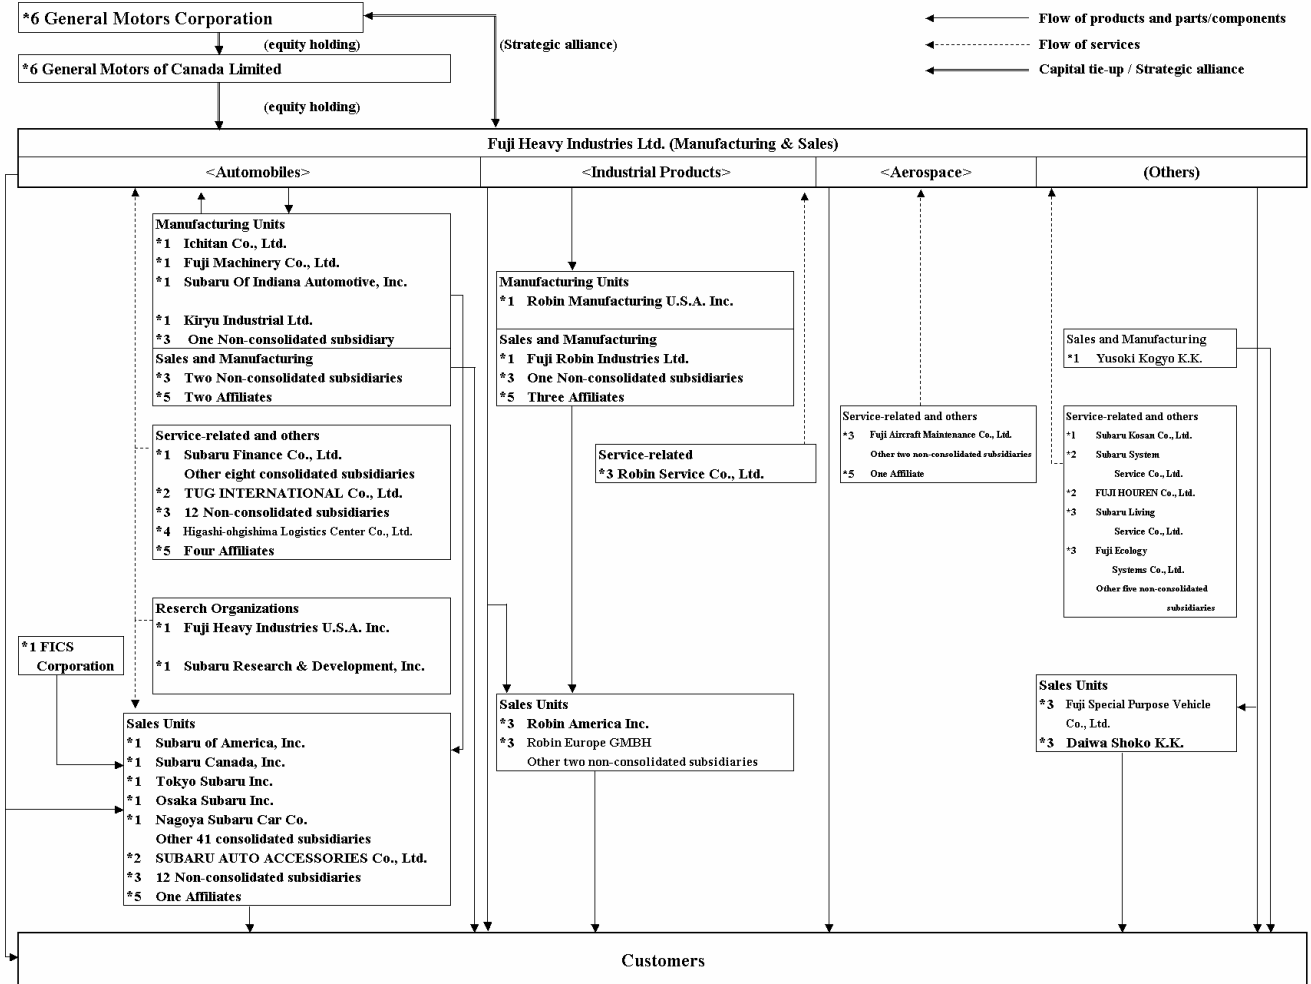 *6 General Motors Corporation
(equity holding)
(Strategic alliance)
*6 General Motors of Canada Limited
(equity holding)
Flow of products and parts/components
Flow of services
Capital tie-up / Strategic alliance
Fuji Heavy Industries Ltd. (Manufacturing & Sales)
<Automobiles>
<Industrial Products>
<Aerospace>
(Others)
Manufacturing Units
*1 Ichitan Co., Ltd.
*1 Fuji Machinery Co., Ltd.
*1 Subaru Of Indiana Automotive, Inc.
*1 Kiryu Industrial Ltd.
*3 One Non-consolidated subsidiary
Sales and Manufacturing
*3 Two Non-consolidated subsidiaries
*5 Two Affiliates
Service-related and others
*1 Subaru Finance Co., Ltd.
Other eight consolidated subsidiaries
*2 TUG INTERNATIONAL Co., Ltd.
*3 12 Non-consolidated subsidiaries
*4 Higashi-ohgishima Logistics Center Co., Ltd.
*5 Four Affiliates
Reserch Organizations
*1 Fuji Heavy Industries U.S.A. Inc.
*1 Subaru Research & Development, Inc.
*1 FICS
Corporation
Sales Units
*1 Subaru of America, Inc.
*1 Subaru Canada, Inc.
*1 Tokyo Subaru Inc.
*1 Osaka Subaru Inc.
*1 Nagoya Subaru Car Co.
Other 41 consolidated subsidiaries
*2 SUBARU AUTO ACCESSORIES Co., Ltd.
*3 12 Non-consolidated subsidiaries
*5 One Affiliates
Manufacturing Units
*1 Robin Manufacturing U.S.A. Inc.
Sales and Manufacturing
*1 Fuji Robin Industries Ltd.
*3 One Non-consolidated subsidiaries
*5 Three Affiliates
Service-related
*3 Robin Service Co., Ltd.
Sales Units
*3 Robin America Inc.
*3 Robin Europe GMBH
Other two non-consolidated subsidiaries
Service-related and others
*3 Fuji Aircraft Maintenance Co., Ltd.
Other two non-consolidated subsidiaries
*5 One Affiliate
Sales and Manufacturing
*1 Yusoki Kogyo K.K.
Service-related and others
*1 Subaru Kosan Co., Ltd.
*2 Subaru System
Service Co., Ltd.
*2 FUJI HOUREN Co., Ltd.
*3 Subaru Living
Service Co., Ltd.
*3 Fuji Ecology
Systems Co., Ltd.
Other five non-consolidated
subsidiaries
Sales Units
*3 Fuji Special Purpose Vehicle
Co., Ltd.
*3 Daiwa Shoko K.K.
Customers